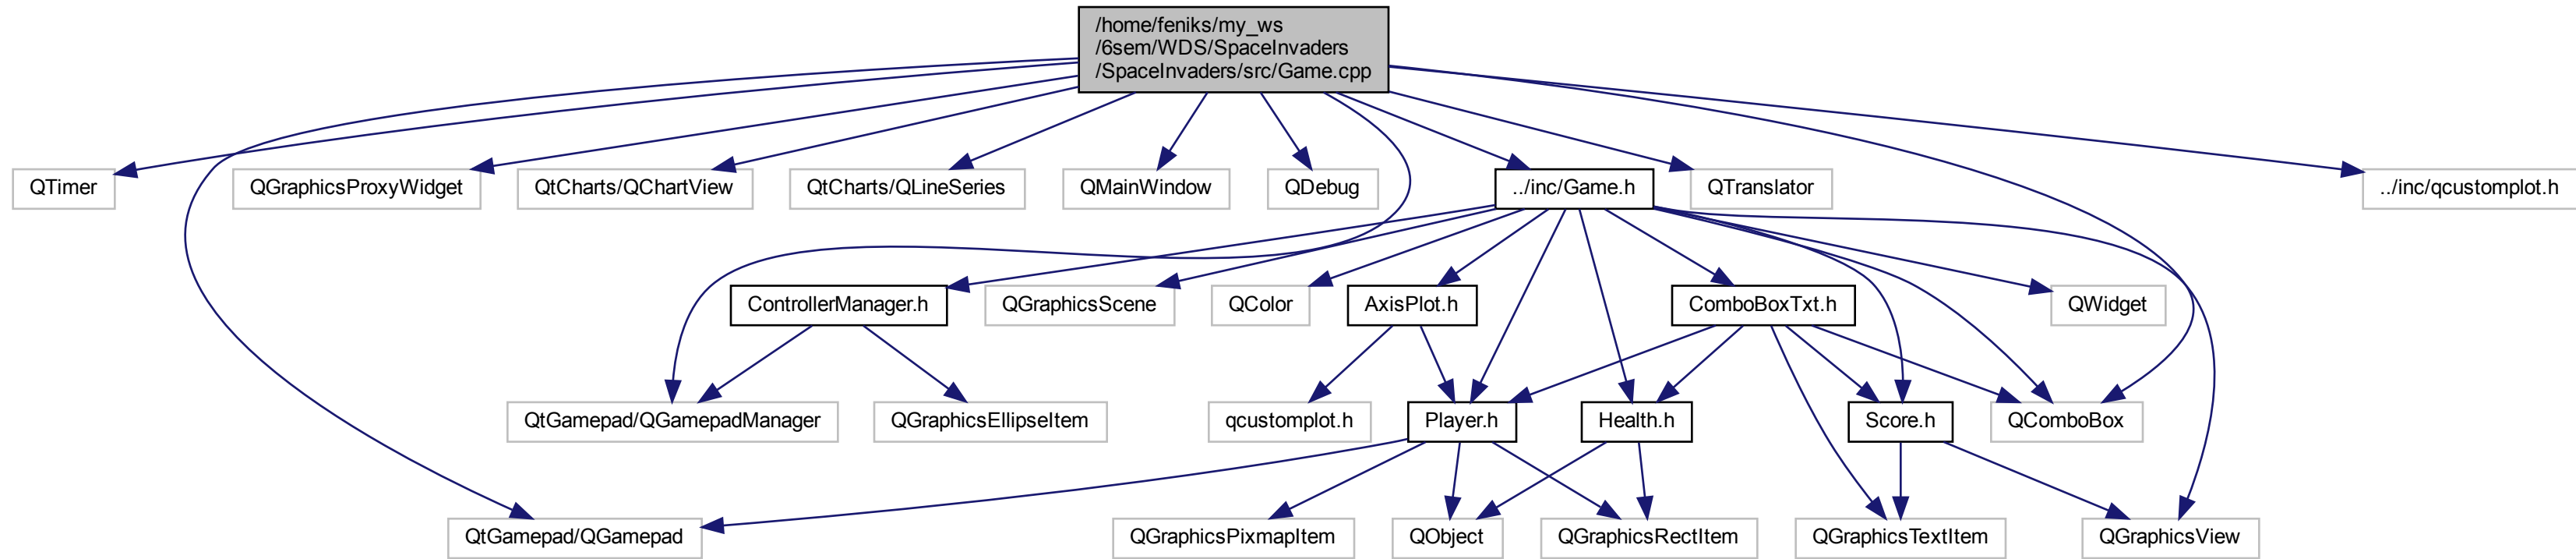 /home/feniks/my_ws
/6sem/WDS/SpaceInvaders
/SpaceInvaders/src/Game.cpp
QTimer
QGraphicsProxyWidget
QtCharts/QChartView
QtCharts/QLineSeries
QMainWindow
QDebug
../inc/Game.h
QTranslator
../inc/qcustomplot.h
ControllerManager.h
QGraphicsScene
QColor
AxisPlot.h
ComboBoxTxt.h
QWidget
QtGamepad/QGamepadManager
QGraphicsEllipseItem
qcustomplot.h
Player.h
Health.h
Score.h
QComboBox
QtGamepad/QGamepad
QGraphicsPixmapItem
QObject
QGraphicsRectItem
QGraphicsTextItem
QGraphicsView